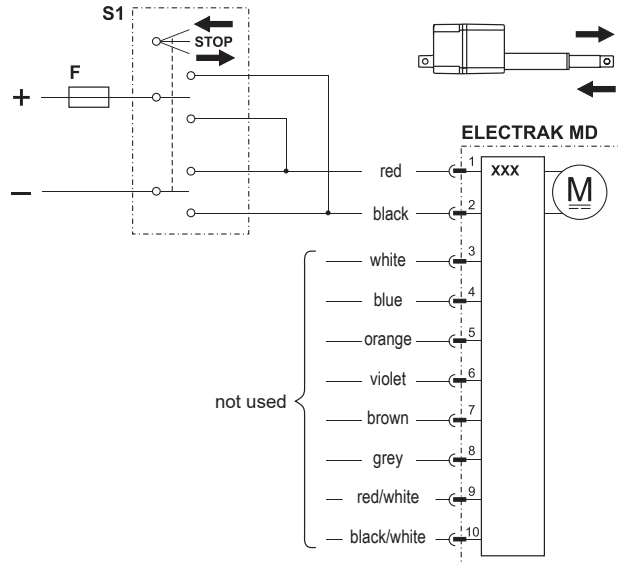 S1
STOP
F
+
–
ELECTRAK MD
red 1 XXX
M
black 2
white 3
blue 4
orange 5
violet 6
not used
brown 7
grey 8
red/white 9
black/white 10